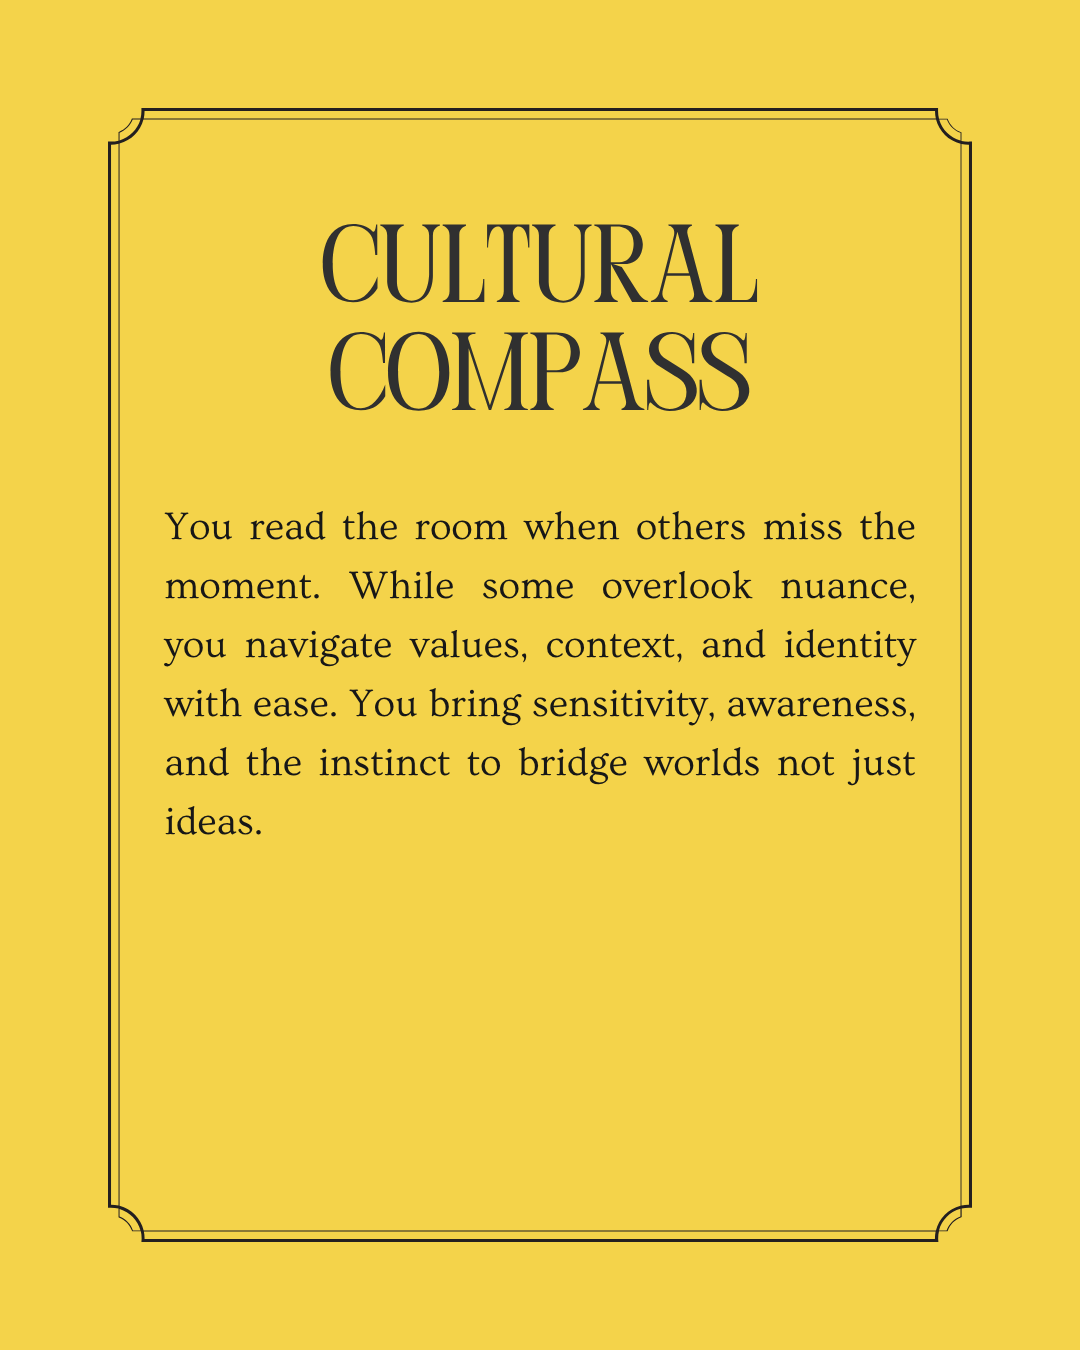 CULTURAL
COMPASS
You read the room when others miss the
moment. While some overlook nuance,
you navigate values, context, and identity
with ease. You bring sensitivity, awareness,
and the instinct to bridge worlds not just
ideas.